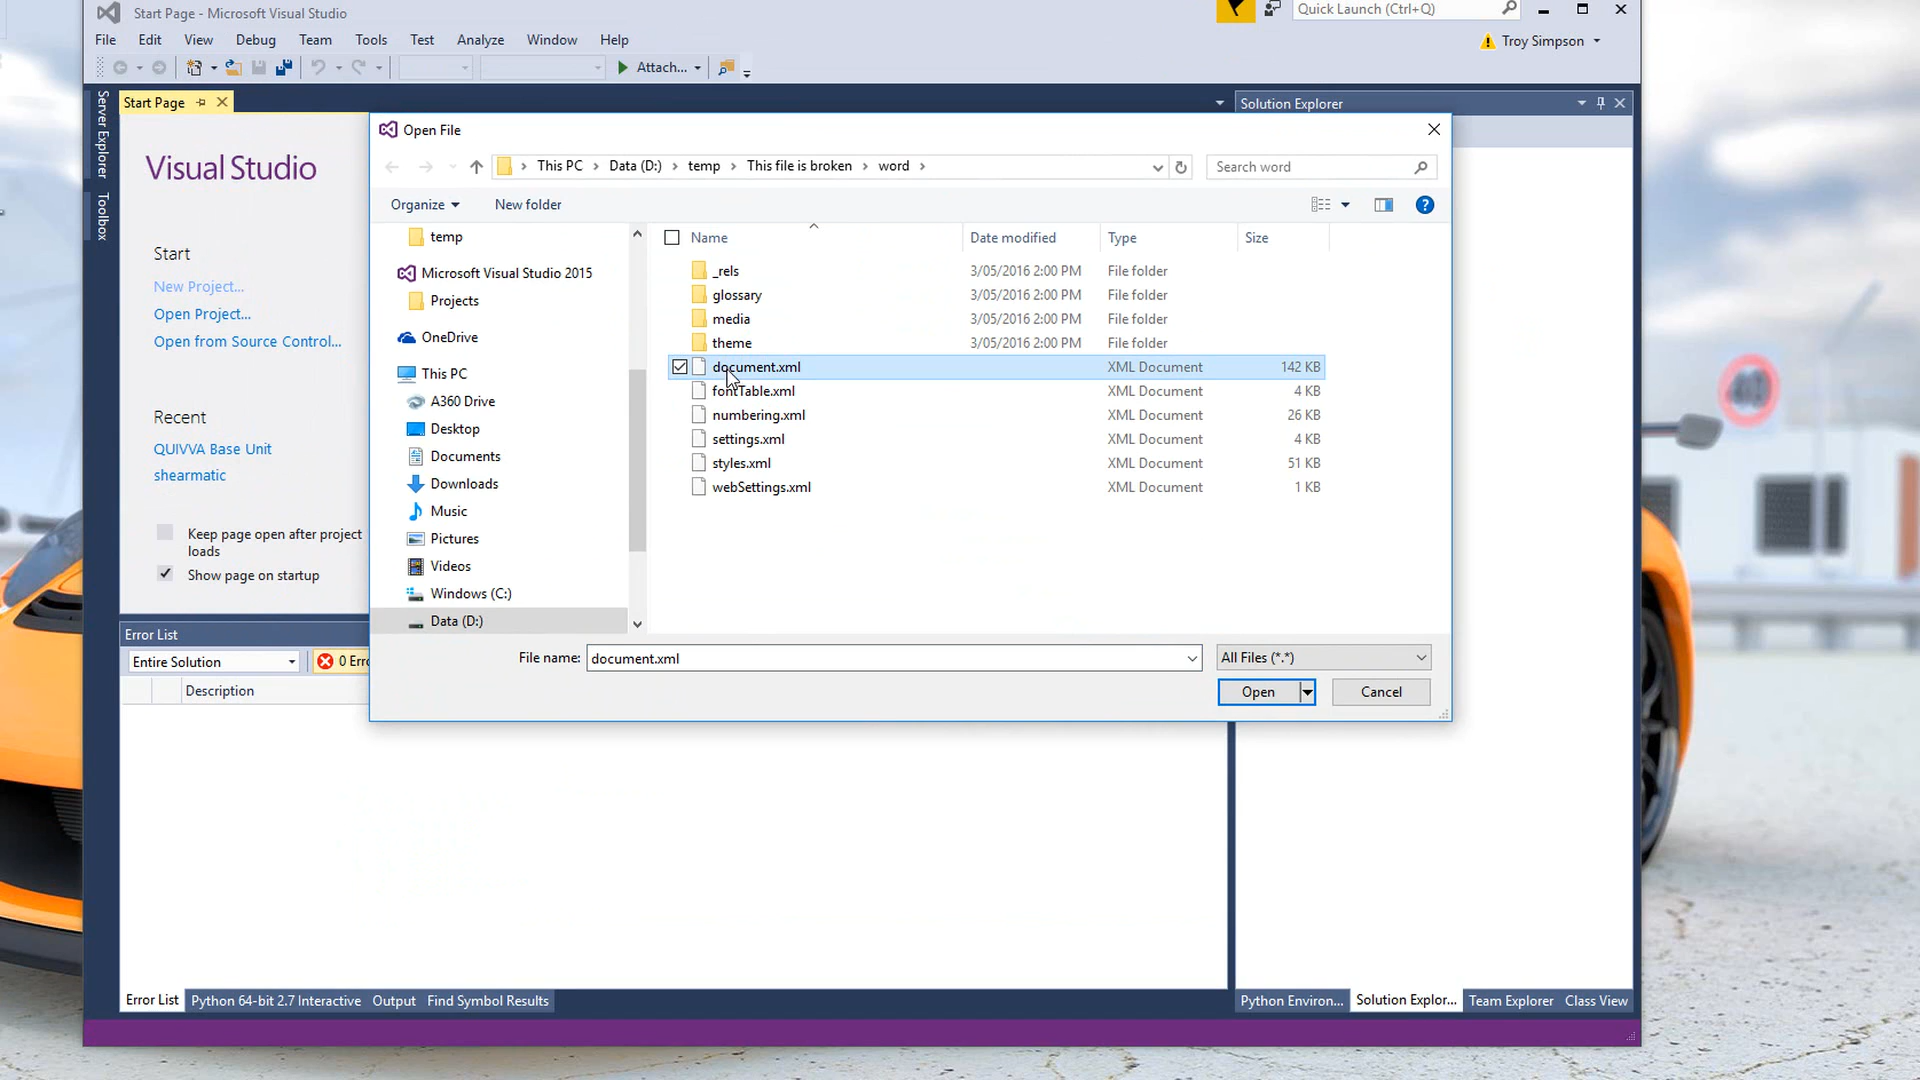 Start Page - Microsoft Visual Studio
Quick Launch (Ctrl+Q)
File Edit View Debug Team Tools Test Analyze Window Help
Troy Simpson
Attach...
Server Explorer
Toolbox
Start Page
Solution Explorer
Visual Studio
Start
New Project...
Open Project...
Open from Source Control...
Recent
QUIVVA Base Unit
shearmatic
Keep page open after project
loads
Show page on startup
Open File
This PC > Data (D:) > temp > This file is broken > word >
Search word
Organize
New folder
temp
Microsoft Visual Studio 2015
Projects
OneDrive
This PC
A360 Drive
Desktop
Documents
Downloads
Music
Pictures
Videos
Windows (C:)
Data (D:)
Name Date modified Type Size
_rels 3/05/2016 2:00 PM File folder
glossary 3/05/2016 2:00 PM File folder
media 3/05/2016 2:00 PM File folder
theme 3/05/2016 2:00 PM File folder
document.xml XML Document 142 KB
fontTable.xml XML Document 4 KB
numbering.xml XML Document 26 KB
settings.xml XML Document 4 KB
styles.xml XML Document 51 KB
webSettings.xml XML Document 1 KB
File name: document.xml
All Files (*.*)
Open
Cancel
Error List
Entire Solution
0 Erro
Description
Error List Python 64-bit 2.7 Interactive Output Find Symbol Results
Python Environ... Solution Explor... Team Explorer Class View